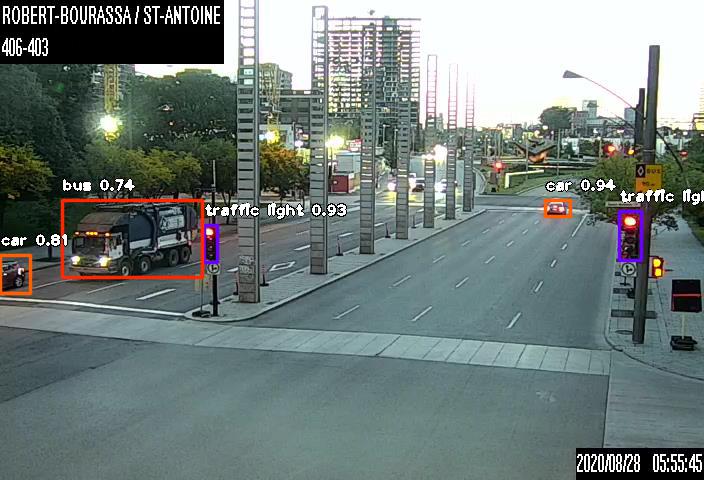 ROBERT-BOURASSA / ST-ANTOINE
406-403
bus 0.74
car 0.94
traffic light 0.93
traffic lig
car 0.81
BUS
2020/08/28 05:55:45